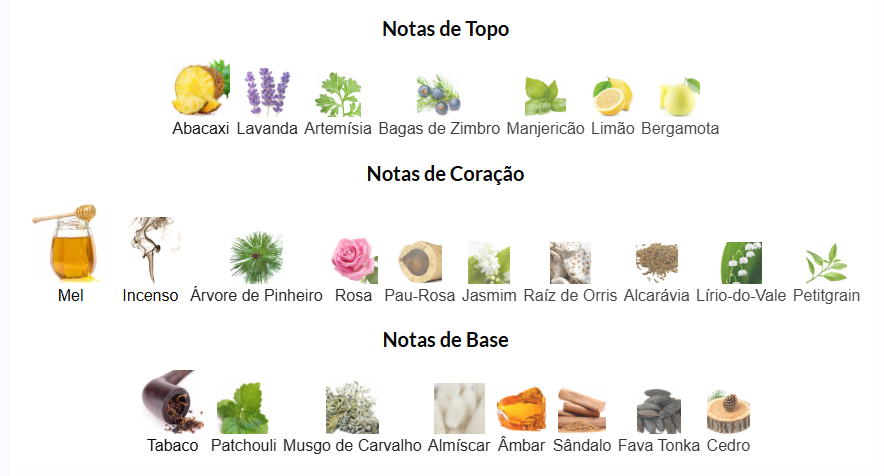 Notas de Topo
Abacaxi Lavanda Artemísia Bagas de Zimbro Manjericão Limão Bergamota
Notas de Coração
Mel Incenso Árvore de Pinheiro Rosa Pau-Rosa Jasmim Raíz de Orris Alcarávia Lírio-do-Vale Petitgrain
Notas de Base
Tabaco Patchouli Musgo de Carvalho Almíscar Âmbar Sândalo Fava Tonka Cedro